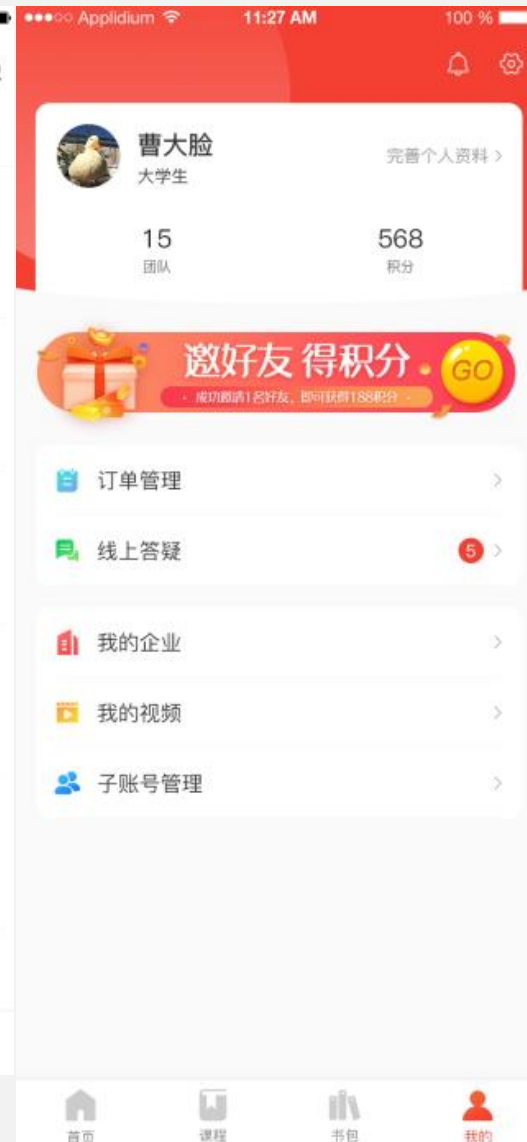 ●●●○○ Applidium 11:27 AM 100 %
曹大脸
大学生
完善个人资料 >
15 568
团队 积分
邀好友 得积分
GO
· 成功邀请1名好友,即可获得188积分 ·
订单管理
线上答疑 5
我的企业
我的视频
子账号管理
首页 课程 书包 我的